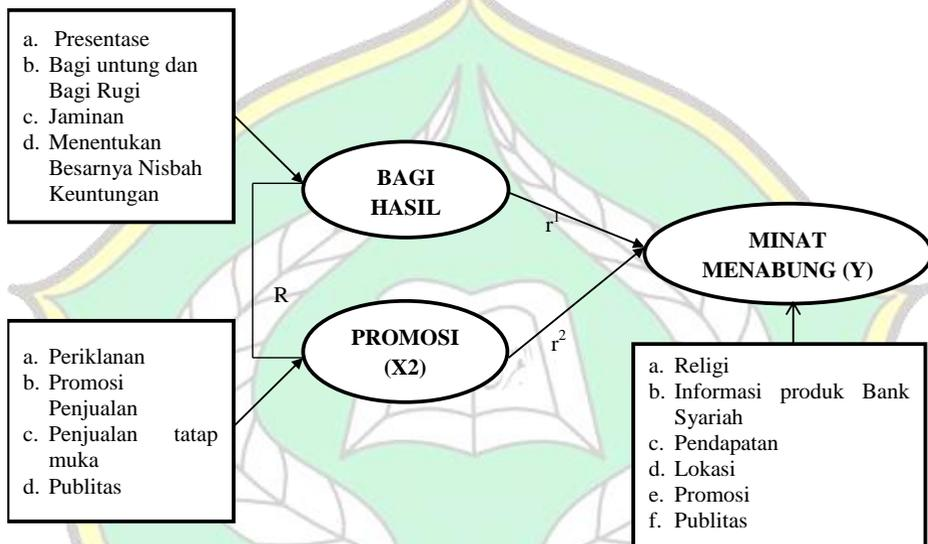 a. Presentase
b. Bagi untung dan
Bagi Rugi
c. Jaminan
d. Menentukan
Besarnya Nisbah
Keuntungan
BAGI
HASIL
r1
MINAT
MENABUNG (Y)
R
PROMOSI
(X2)
r2
a. Periklanan
b. Promosi
Penjualan
c. Penjualan tatap
muka
d. Publitas
a. Religi
b. Informasi produk Bank
Syariah
c. Pendapatan
d. Lokasi
e. Promosi
f. Publitas